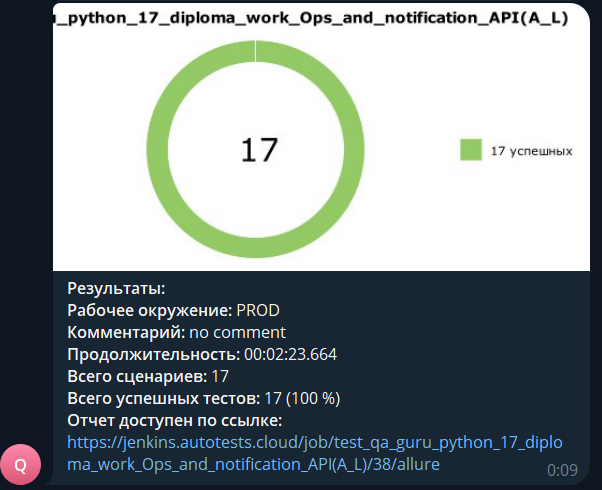 _python_17_diploma_work_Ops_and_notification_API(A_L)
17
17 успешных
Результаты:
Рабочее окружение: PROD
Комментарий: no comment
Продолжительность: 00:02:23.664
Всего сценариев: 17
Всего успешных тестов: 17 (100 %)
Отчет доступен по ссылке:
https://jenkins.autotests.cloud/job/test_qa_guru_python_17_diplo
ma_work_Ops_and_notification_API(A_L)/38/allure
Q
0:09